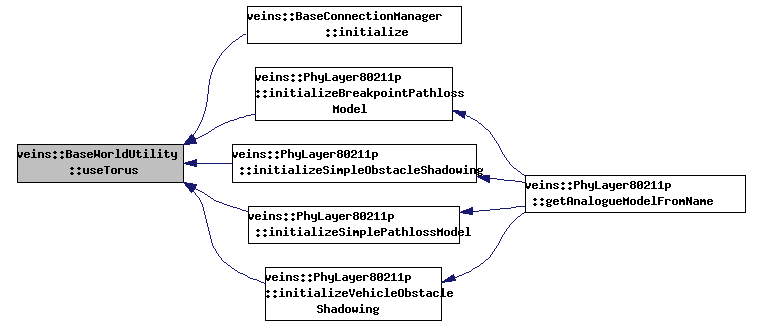 veins::BaseConnectionManager
::initialize
veins::PhyLayer80211p
::initializeBreakpointPathloss
Model
veins::BaseWorldUtility
::useTorus
veins::PhyLayer80211p
::initializeSimpleObstacleShadowing
veins::PhyLayer80211p
::getAnalogueModelFromName
veins::PhyLayer80211p
::initializeSimplePathlossModel
veins::PhyLayer80211p
::initializeVehicleObstacle
Shadowing